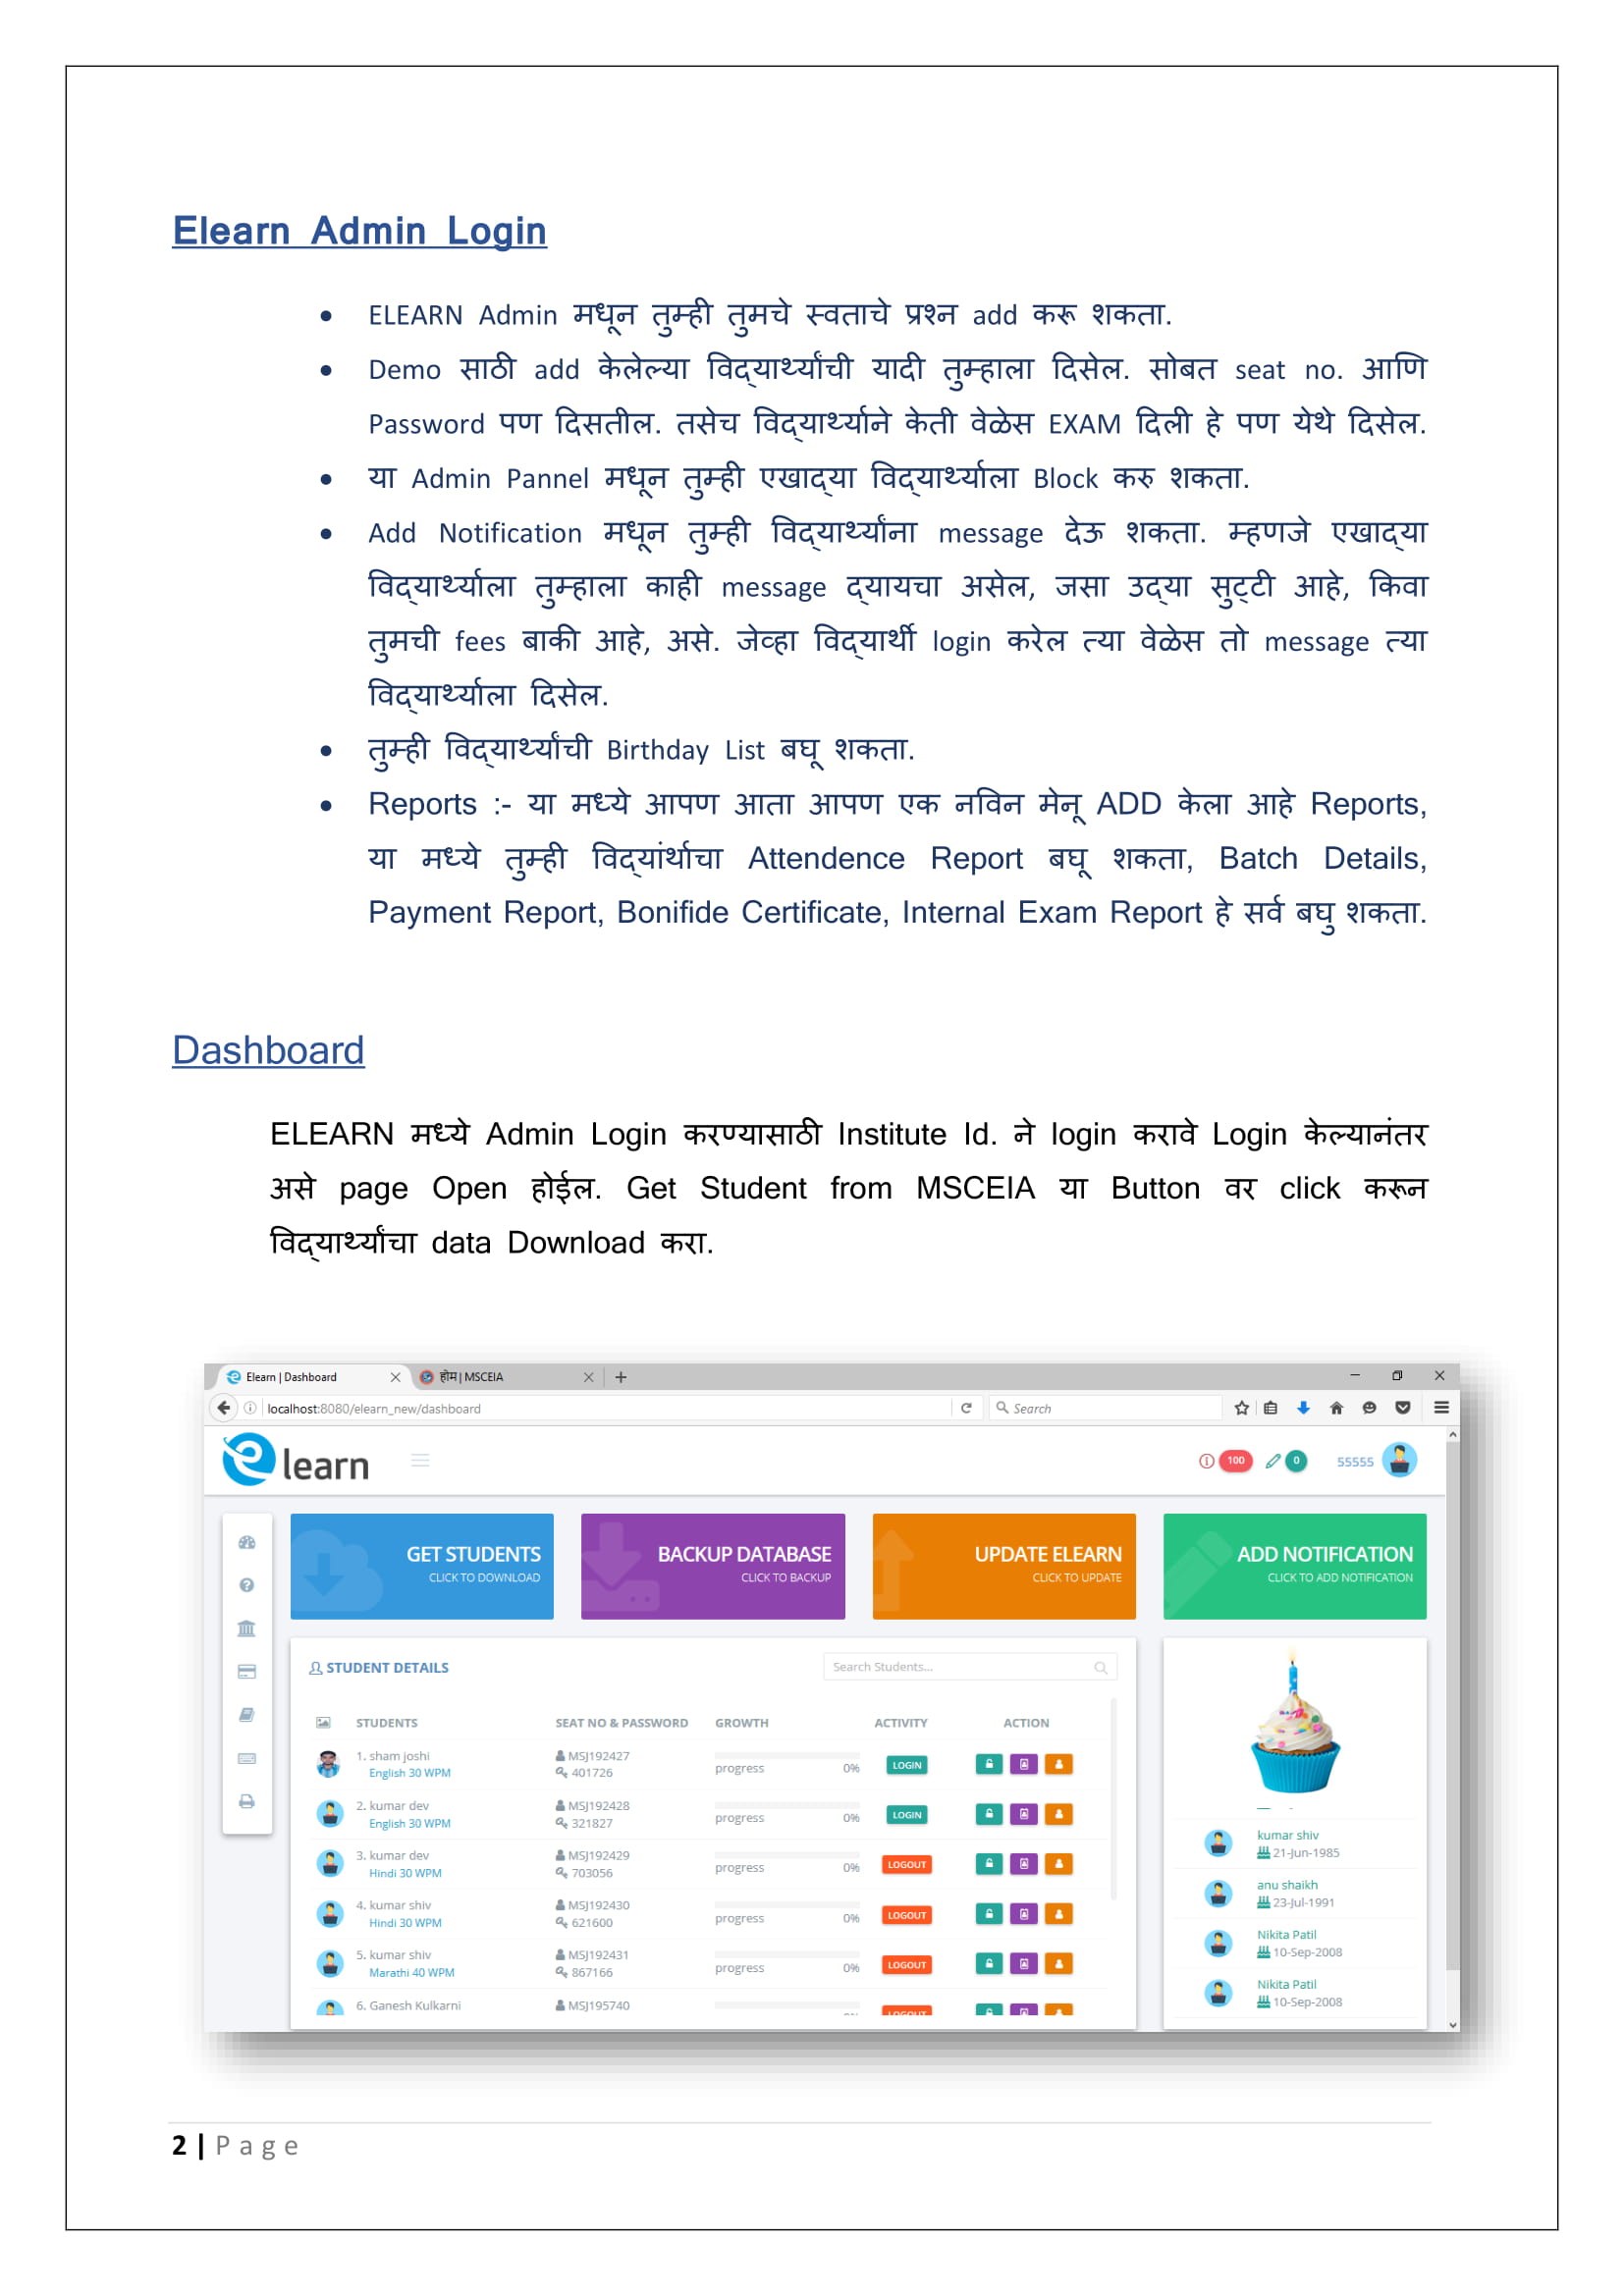 Elearn Admin Login
• ELEARN Admin मधून तुम्ही तुमचे स्वताचे प्रश्न add करू शकता.
• Demo साठी add केलेल्या विद्यार्थ्यांची यादी तुम्हाला दिसेल. सोबत seat no. आणि
Password पण दिसतील. तसेच विद्यार्थ्याने केती वेळेस EXAM दिली हे पण येथे दिसेल.
• या Admin Pannel मधून तुम्ही एखाद्या विद्यार्थ्याला Block करु शकता.
• Add Notification मधून तुम्ही विद्यार्थ्यांना message देऊ शकता. म्हणजे एखाद्या
विद्यार्थ्याला तुम्हाला काही message द्यायचा असेल, जसा उद्या सुट्टी आहे, किवा
तुमची fees बाकी आहे, असे. जेव्हा विद्यार्थी login करेल त्या वेळेस तो message त्या
विद्यार्थ्याला दिसेल.
• तुम्ही विद्यार्थ्यांची Birthday List बघू शकता.
• Reports :- या मध्ये आपण आता आपण एक नविन मेनू ADD केला आहे Reports,
या मध्ये तुम्ही विद्यांर्थाचा Attendence Report बघू शकता, Batch Details,
Payment Report, Bonifide Certificate, Internal Exam Report हे सर्व बघु शकता.
Dashboard
ELEARN मध्ये Admin Login करण्यासाठी Institute Id. ने login करावे Login केल्यानंतर
असे page Open होईल. Get Student from MSCEIA या Button वर click करून
विद्यार्थ्यांचा data Download करा.
Elearn | Dashboard होम | MSCEIA
localhost:8080/elearn_new/dashboard Search
elearn 100 0 55555
GET STUDENTS BACKUP DATABASE UPDATE ELEARN ADD NOTIFICATION
CLICK TO DOWNLOAD CLICK TO BACKUP CLICK TO UPDATE CLICK TO ADD NOTIFICATION
STUDENT DETAILS Search Students...
STUDENTS SEAT NO & PASSWORD GROWTH ACTIVITY ACTION
1. sham joshi MSJ192427
English 30 WPM 401726 progress 0% LOGIN
2. kumar dev MSJ192428
English 30 WPM 321827 progress 0% LOGIN
3. kumar dev MSJ192429
Hindi 30 WPM 703056 progress 0% LOGOUT
4. kumar shiv MSJ192430
Hindi 30 WPM 621600 progress 0% LOGOUT
5. kumar shiv MSJ192431
Marathi 40 WPM 867166 progress 0% LOGOUT
6. Ganesh Kulkarni MSJ195740
LOGOUT
kumar shiv
21-Jun-1985
anu shaikh
23-Jul-1991
Nikita Patil
10-Sep-2008
Nikita Patil
10-Sep-2008
2 | Page